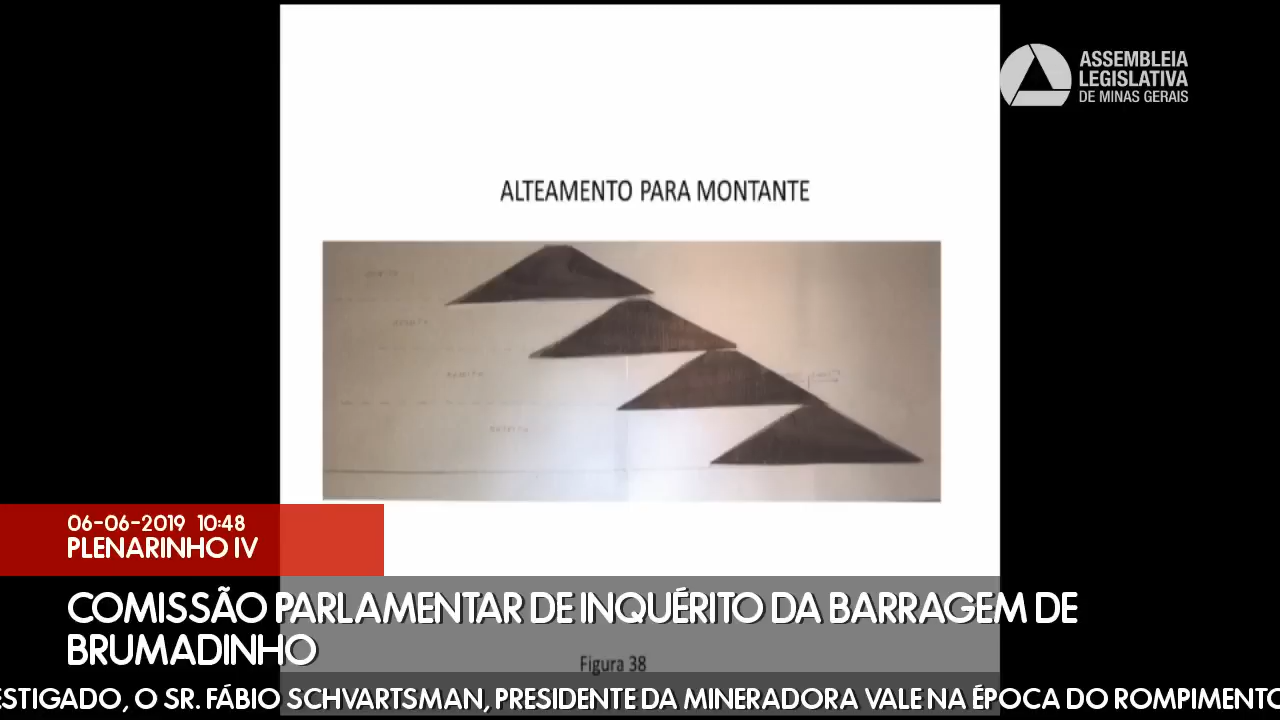 ASSEMBLEIA
LEGISLATIVA
DE MINAS GERAIS
ALTEAMENTO PARA MONTANTE
06-06-2019 10:48
PLENARINHO IV
COMISSÃO PARLAMENTAR DE INQUÉRITO DA BARRAGEM DE
BRUMADINHO
Figura 38
ESTIGADO, O SR. FÁBIO SCHVARTSMAN, PRESIDENTE DA MINERADORA VALE NA ÉPOCA DO ROMPIMENTO